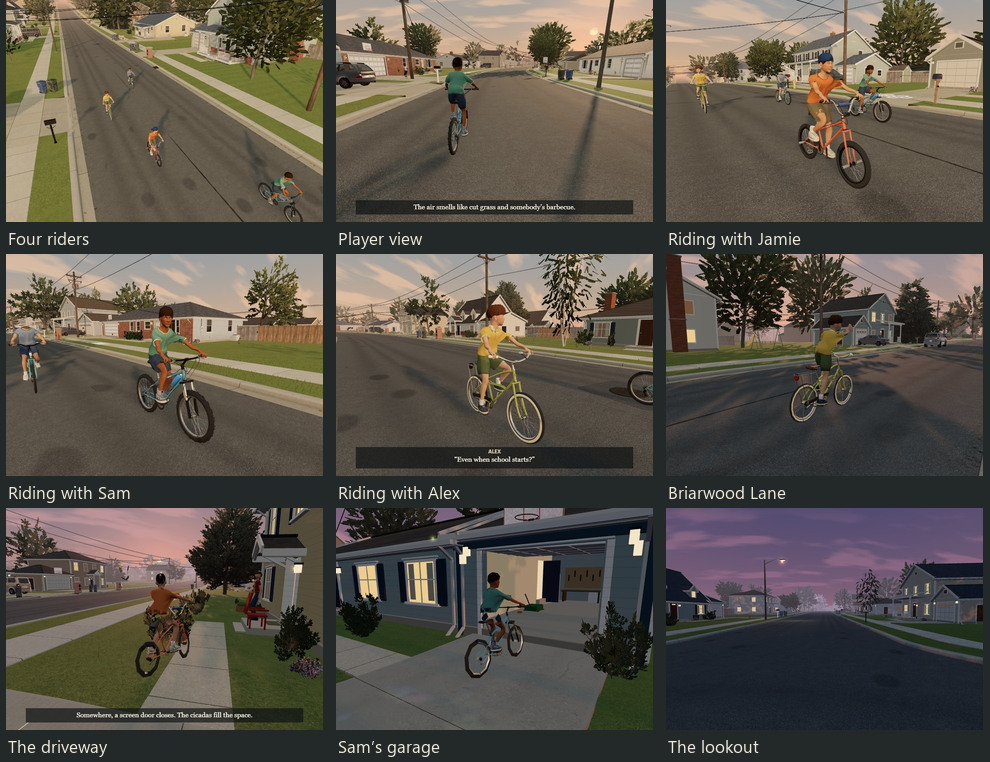 Four riders
The air smells like cut grass and somebody's barbecue.
Player view
Riding with Jamie
Riding with Sam
ALEX
"Even when school starts?"
Riding with Alex
Briarwood Lane
Somewhere, a screen door closes. The cicadas fill the space.
The driveway
Sam's garage
The lookout